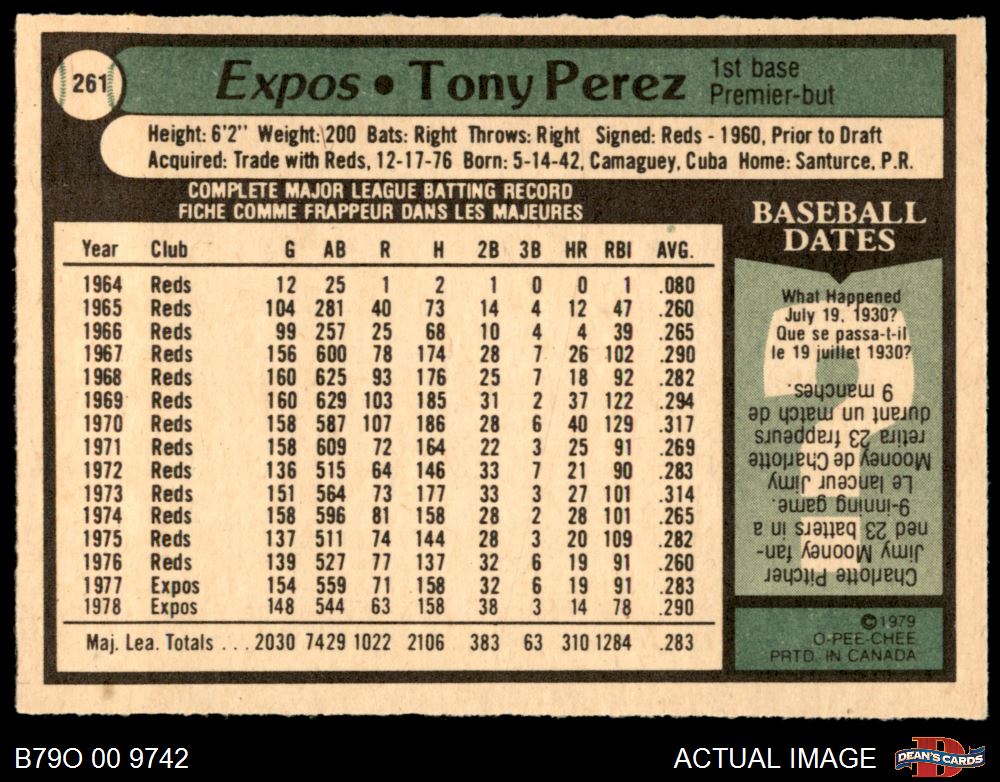 261
Expos • Tony Perez
1st base
Premier-but
Height: 6'2" Weight: 200 Bats: Right Throws: Right Signed: Reds - 1960, Prior to Draft
Acquired: Trade with Reds, 12-17-76 Born: 5-14-42, Camaguey, Cuba Home: Santurce, P.R.
COMPLETE MAJOR LEAGUE BATTING RECORD
FICHE COMME FRAPPEUR DANS LES MAJEURES
Year Club G AB R H 2B 3B HR RBI AVG.
1964 Reds 12 25 1 2 1 0 0 1 .080
1965 Reds 104 281 40 73 14 4 12 47 .260
1966 Reds 99 257 25 68 10 4 4 39 .265
1967 Reds 156 600 78 174 28 7 26 102 .290
1968 Reds 160 625 93 176 25 7 18 92 .282
1969 Reds 160 629 103 185 31 2 37 122 .294
1970 Reds 158 587 107 186 28 6 40 129 .317
1971 Reds 158 609 72 164 22 3 25 91 .269
1972 Reds 136 515 64 146 33 7 21 90 .283
1973 Reds 151 564 73 177 33 3 27 101 .314
1974 Reds 158 596 81 158 28 2 28 101 .265
1975 Reds 137 511 74 144 28 3 20 109 .282
1976 Reds 139 527 77 137 32 6 19 91 .260
1977 Expos 154 559 71 158 32 6 19 91 .283
1978 Expos 148 544 63 158 38 3 14 78 .290
Maj. Lea. Totals . . . 2030 7429 1022 2106 383 63 310 1284 .283
BASEBALL
DATES
What Happened
July 19, 1930?
Que se passa-t-il
le 19 juillet 1930?
Charlotte Pitcher
Jimy Mooney fan-
ned 23 batters in a
9-inning game.
Le lanceur Jimy
Mooney de Charlotte
retira 23 frappeurs
durant un match de
9 manches.
©1979
O-PEE-CHEE
PRTD. IN CANADA
B79O 00 9742
ACTUAL IMAGE
D
DEAN'S CARDS